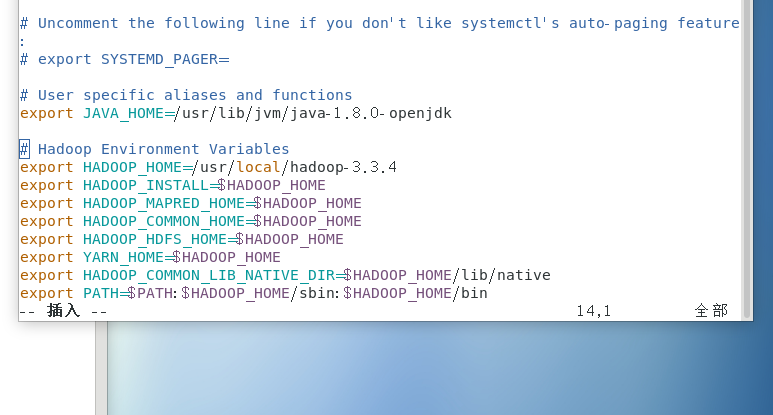 # Uncomment the following line if you don't like systemctl's auto-paging feature
:
# export SYSTEMD_PAGER=
# User specific aliases and functions
export JAVA_HOME=/usr/lib/jvm/java-1.8.0-openjdk
# Hadoop Environment Variables
export HADOOP_HOME=/usr/local/hadoop-3.3.4
export HADOOP_INSTALL=$HADOOP_HOME
export HADOOP_MAPRED_HOME=$HADOOP_HOME
export HADOOP_COMMON_HOME=$HADOOP_HOME
export HADOOP_HDFS_HOME=$HADOOP_HOME
export YARN_HOME=$HADOOP_HOME
export HADOOP_COMMON_LIB_NATIVE_DIR=$HADOOP_HOME/lib/native
export PATH=$PATH:$HADOOP_HOME/sbin:$HADOOP_HOME/bin
-- 插入 -- 14,1 全部